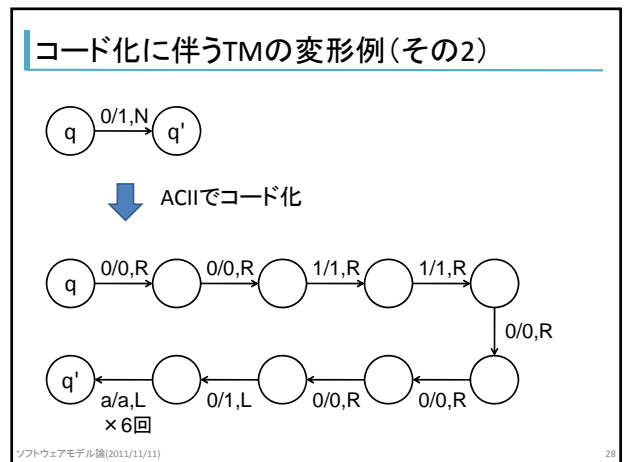 コード化に伴うTMの変形例(その2)
0/1,N
q
q'
ACIIでコード化
q
0/0,R
0/0,R
1/1,R
1/1,R
0/0,R
q'
a/a,L
×6回
0/1,L
0/0,R
0/0,R
ソフトウェアモデル論(2011/11/11)
28